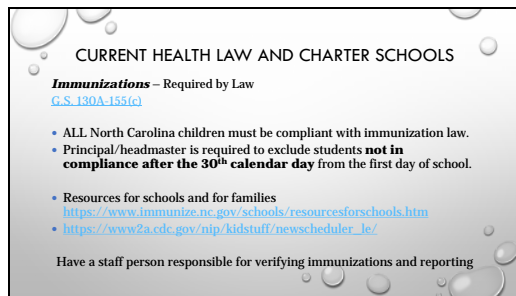 CURRENT HEALTH LAW AND CHARTER SCHOOLS
Immunizations – Required by Law
G.S. 130A-155(c)
• ALL North Carolina children must be compliant with immunization law.
• Principal/headmaster is required to exclude students not in
compliance after the 30th calendar day from the first day of school.
• Resources for schools and for families
https://www.immunize.nc.gov/schools/resourcesforschools.htm
• https://www2a.cdc.gov/nip/kidstuff/newscheduler_le/
Have a staff person responsible for verifying immunizations and reporting